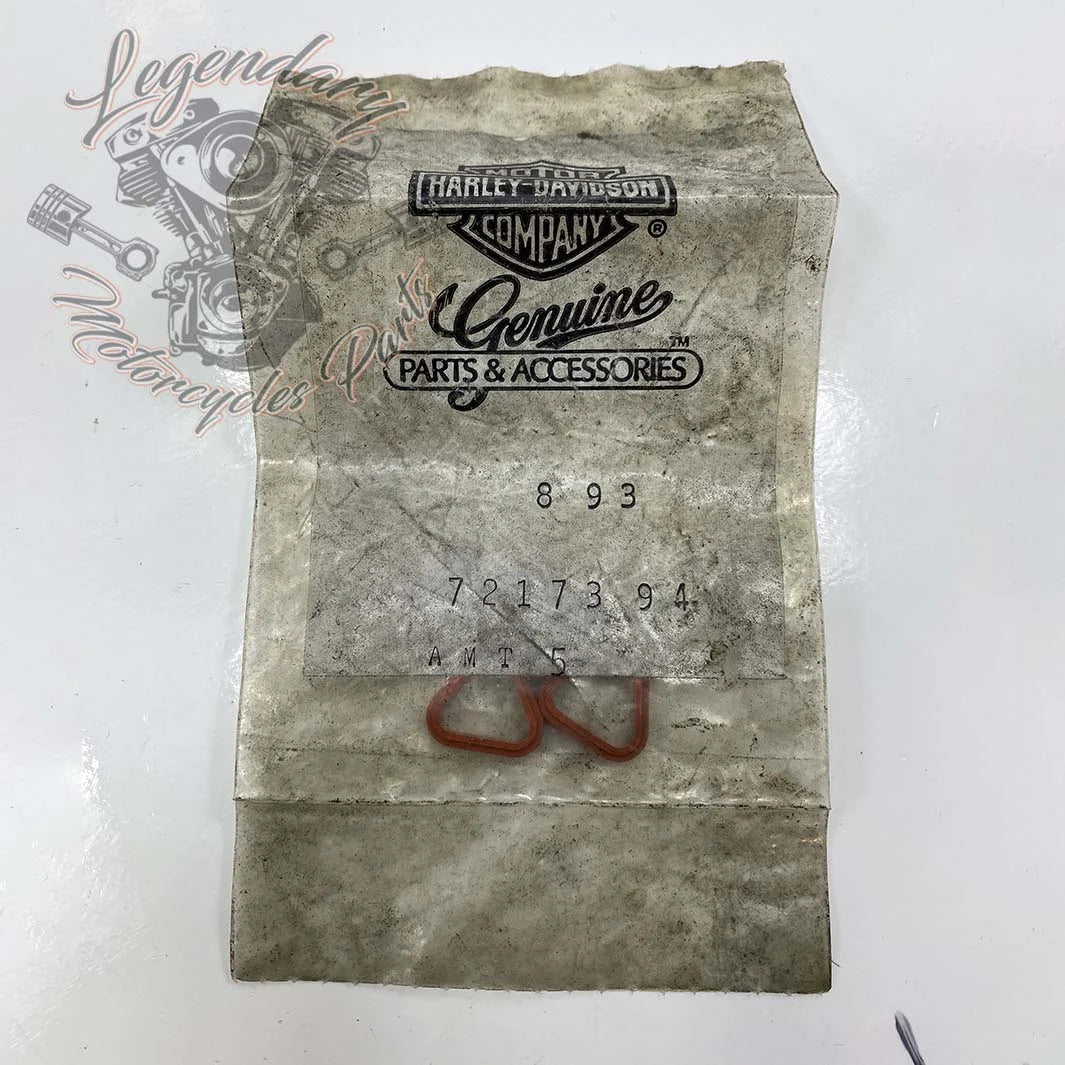 Legendary
Motorcycles Parts
MOTOR
HARLEY-DAVIDSON
COMPANY
®
Genuine
TM
PARTS & ACCESSORIES
8 93
72173 94
AMT 5